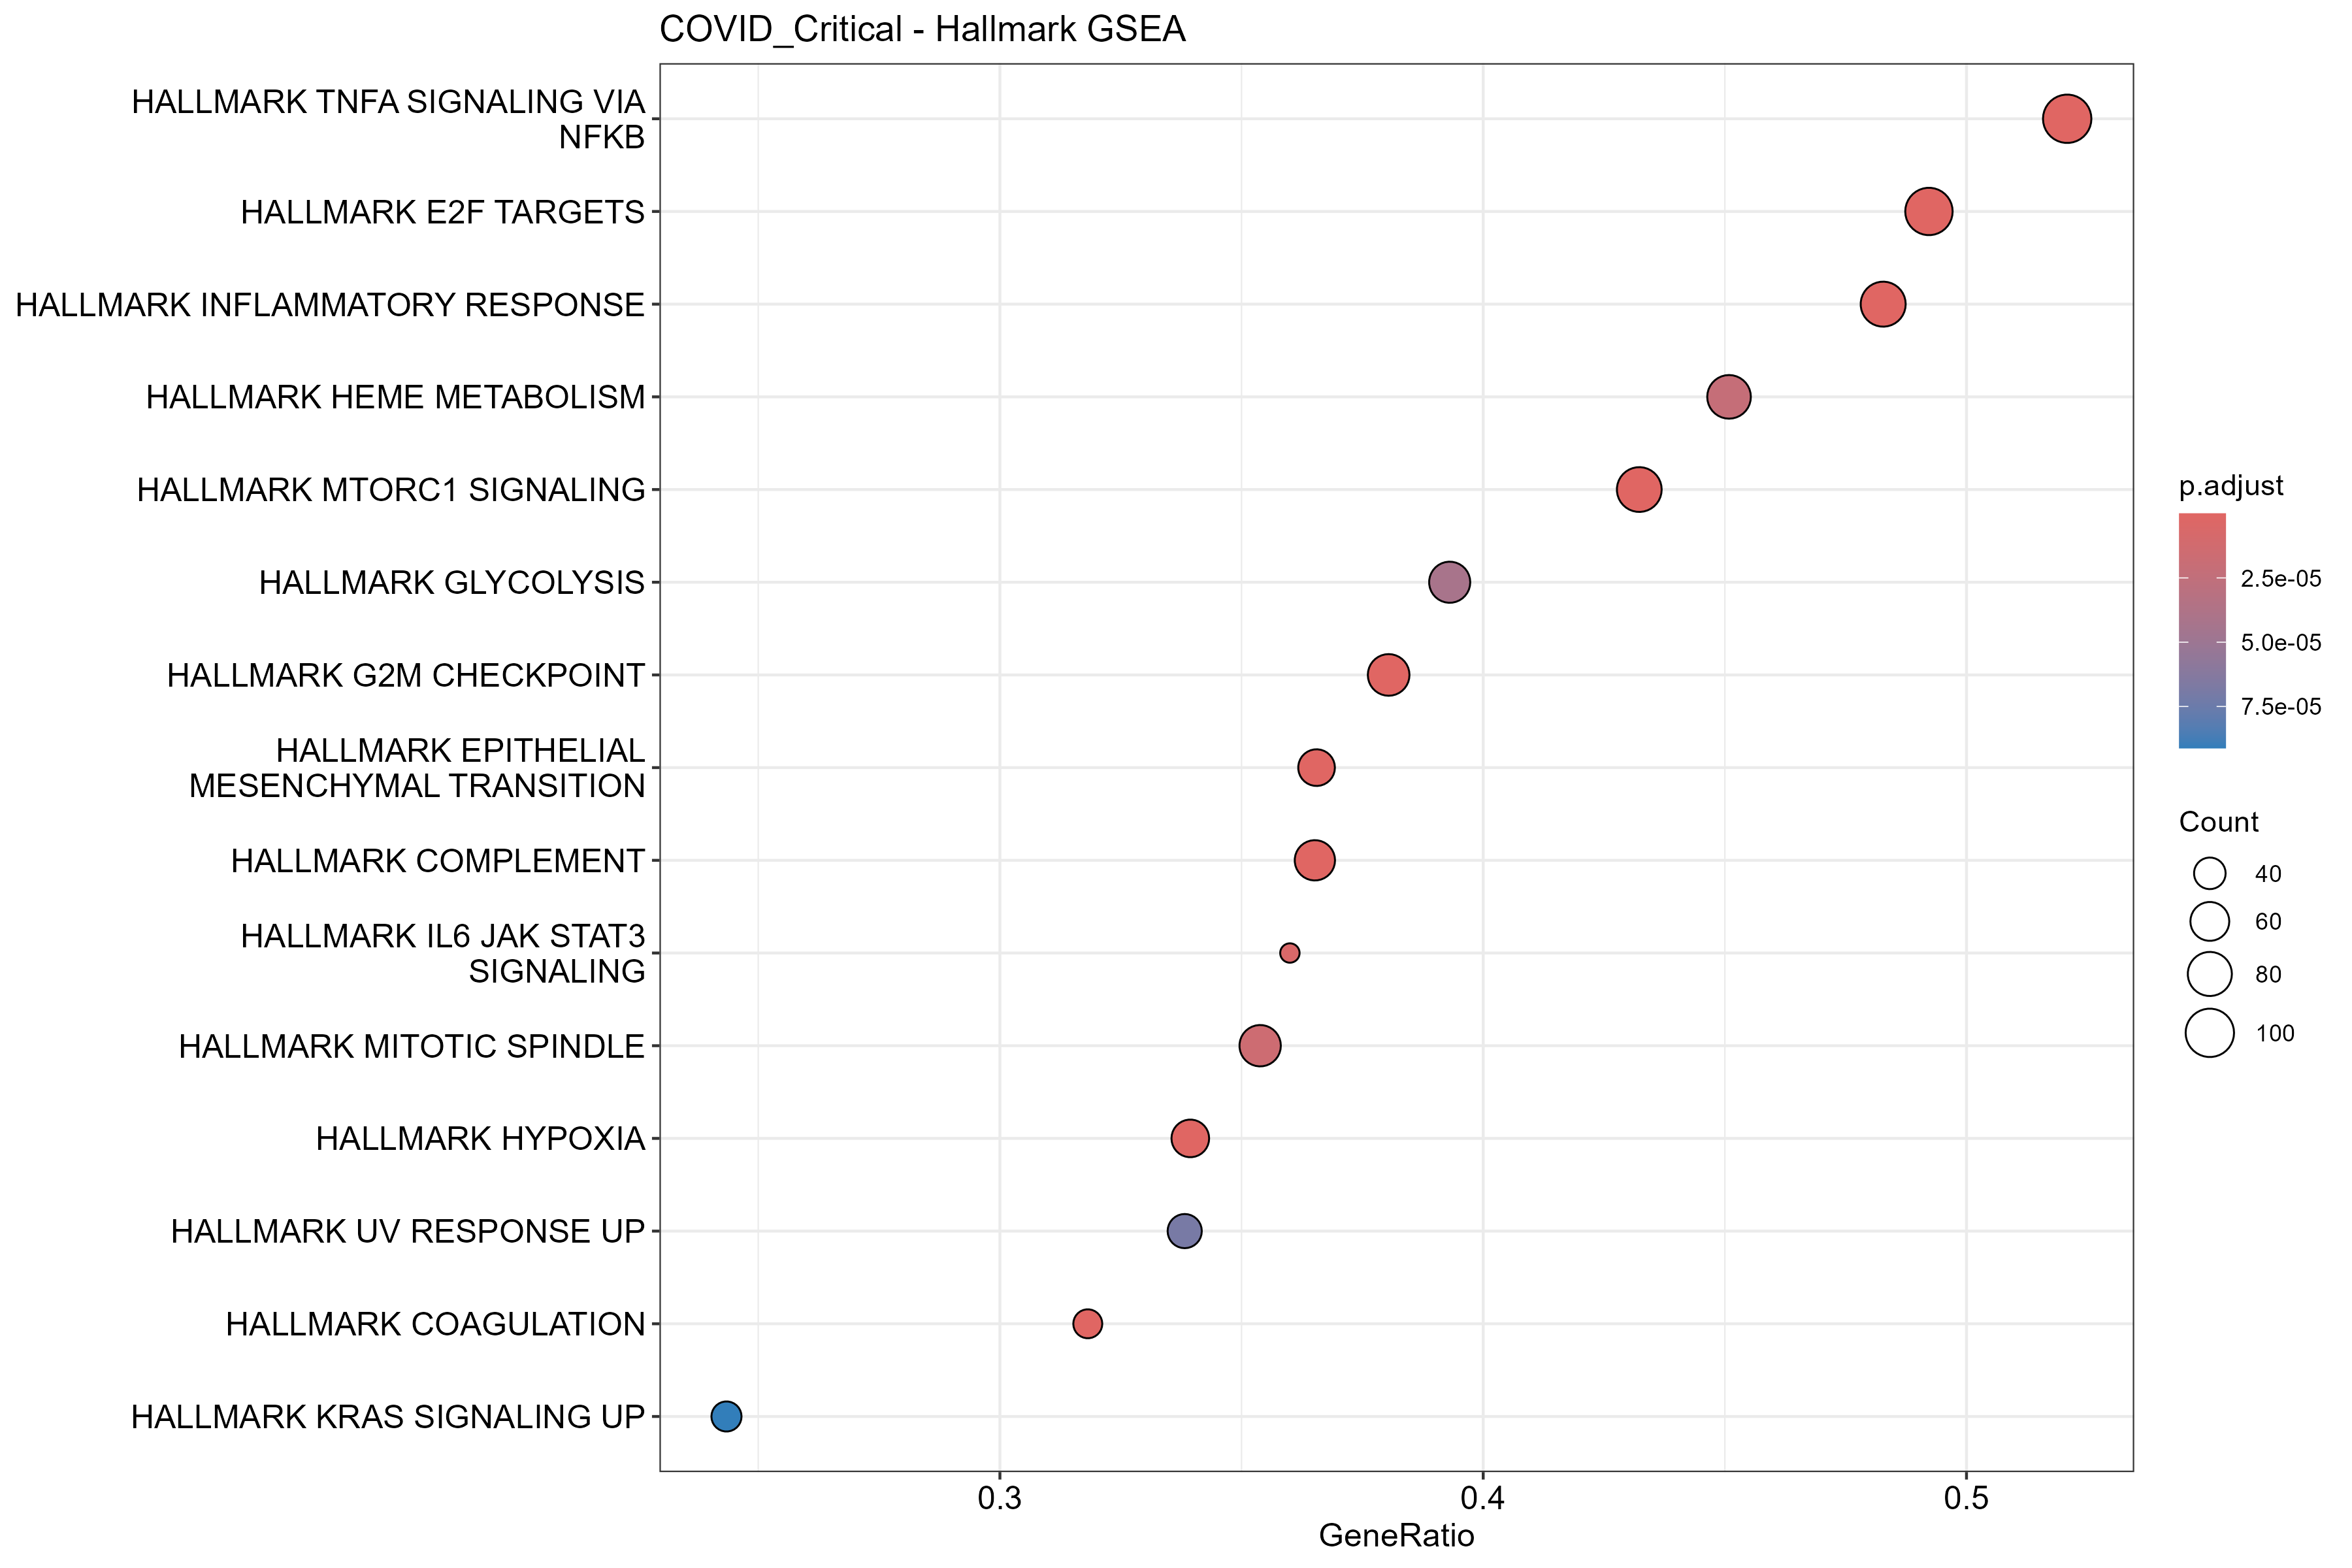 COVID_Critical - Hallmark GSEA
HALLMARK TNFA SIGNALING VIA
NFKB
HALLMARK E2F TARGETS
HALLMARK INFLAMMATORY RESPONSE
HALLMARK HEME METABOLISM
HALLMARK MTORC1 SIGNALING
HALLMARK GLYCOLYSIS
HALLMARK G2M CHECKPOINT
HALLMARK EPITHELIAL
MESENCHYMAL TRANSITION
HALLMARK COMPLEMENT
HALLMARK IL6 JAK STAT3
SIGNALING
HALLMARK MITOTIC SPINDLE
HALLMARK HYPOXIA
HALLMARK UV RESPONSE UP
HALLMARK COAGULATION
HALLMARK KRAS SIGNALING UP
0.3 0.4 0.5
GeneRatio
p.adjust
2.5e-05
5.0e-05
7.5e-05
Count
40
60
80
100